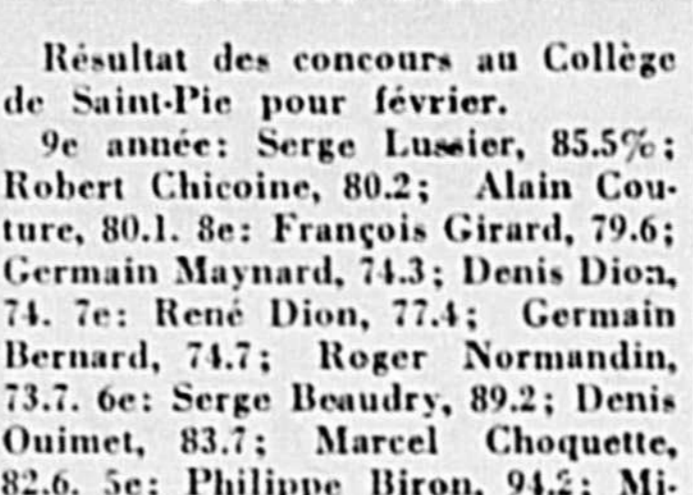 Résultat des concours au Collège
de Saint-Pie pour février.
9e année: Serge Lussier, 85.5%;
Robert Chicoine, 80.2; Alain Cou-
ture, 80.1. 8e: François Girard, 79.6;
Germain Maynard, 74.3; Denis Dion,
74. 7e: René Dion, 77.4; Germain
Bernard, 74.7; Roger Normandin,
73.7. 6e: Serge Beaudry, 89.2; Denis
Ouimet, 83.7; Marcel Choquette,
82.6. 5e: Philippe Biron, 94.2; Mi-